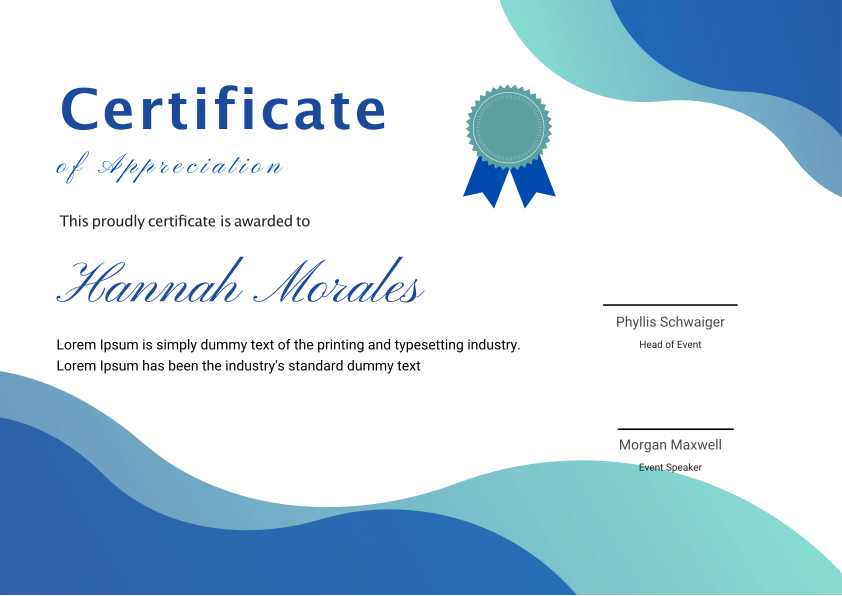 Certificate
of Appreciation
This proudly certificate is awarded to
Hannah Morales
Lorem Ipsum is simply dummy text of the printing and typesetting industry.
Lorem Ipsum has been the industry's standard dummy text
Phyllis Schwaiger
Head of Event
Morgan Maxwell
Event Speaker